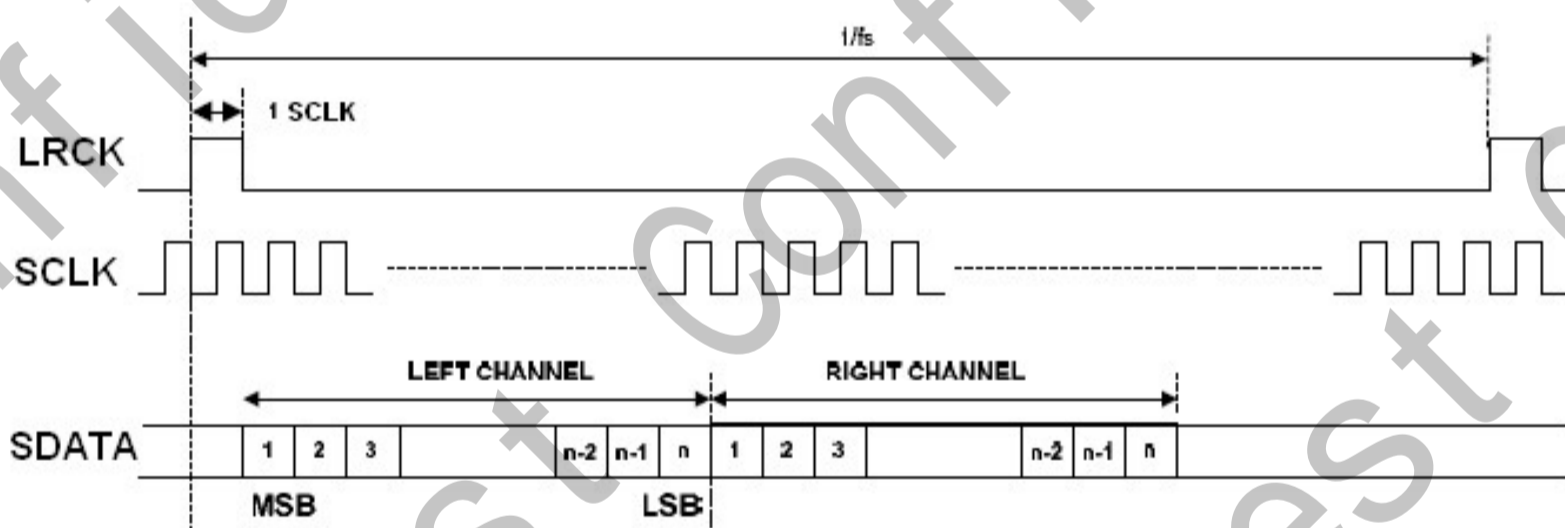 1/fs
1 SCLK
LRCK
SCLK
LEFT CHANNEL RIGHT CHANNEL
SDATA 1 2 3 n-2 n-1 n 1 2 3 n-2 n-1 n
MSB LSB